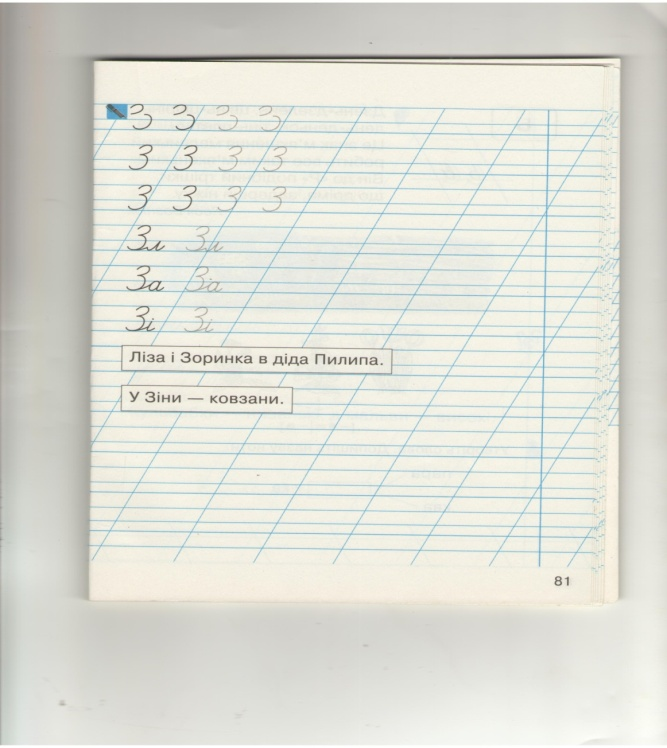 З З З З
З З З З
З З З З
Зл Зл
За За
Зі Зі
Ліза і Зоринка в діда Пилипа.
У Зіни — ковзани.
81